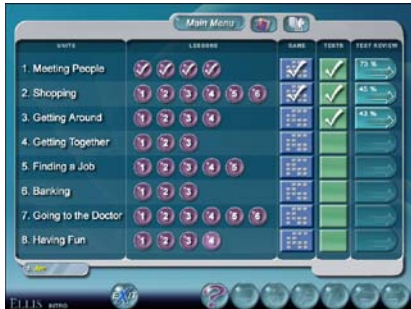 Main Menu
UNITS LESSONS GAME TESTS TEST REVIEW
1. Meeting People 73 %
2. Shopping 1 2 3 4 5 6 45 %
3. Getting Around 1 2 3 4 43 %
4. Getting Together 1 2 3
5. Finding a Job 1 2 3 4 5
6. Banking 1 2 3
7. Going to the Doctor 1 2 3 4 5 6
8. Having Fun 1 2 3 4
EXIT ?
ELLIS INTRO